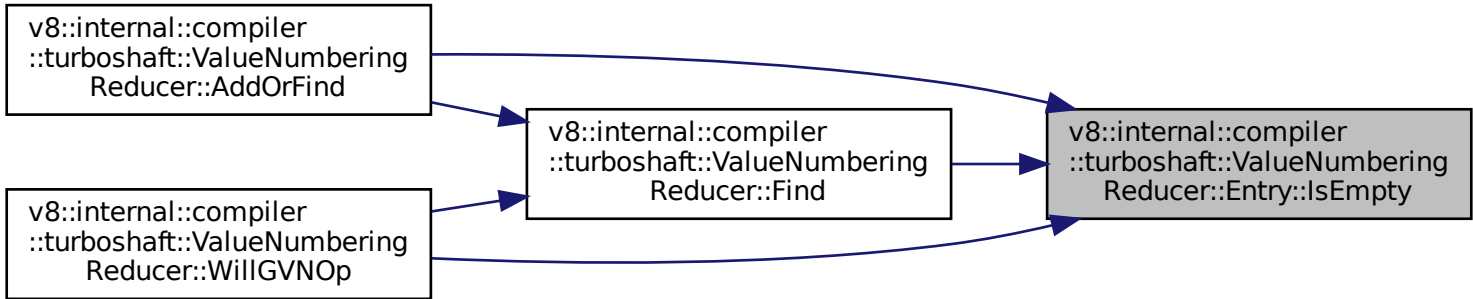 v8::internal::compiler
::turboshaft::ValueNumbering
Reducer::AddOrFind
v8::internal::compiler
::turboshaft::ValueNumbering
Reducer::WillGVNOp
v8::internal::compiler
::turboshaft::ValueNumbering
Reducer::Find
v8::internal::compiler
::turboshaft::ValueNumbering
Reducer::Entry::IsEmpty